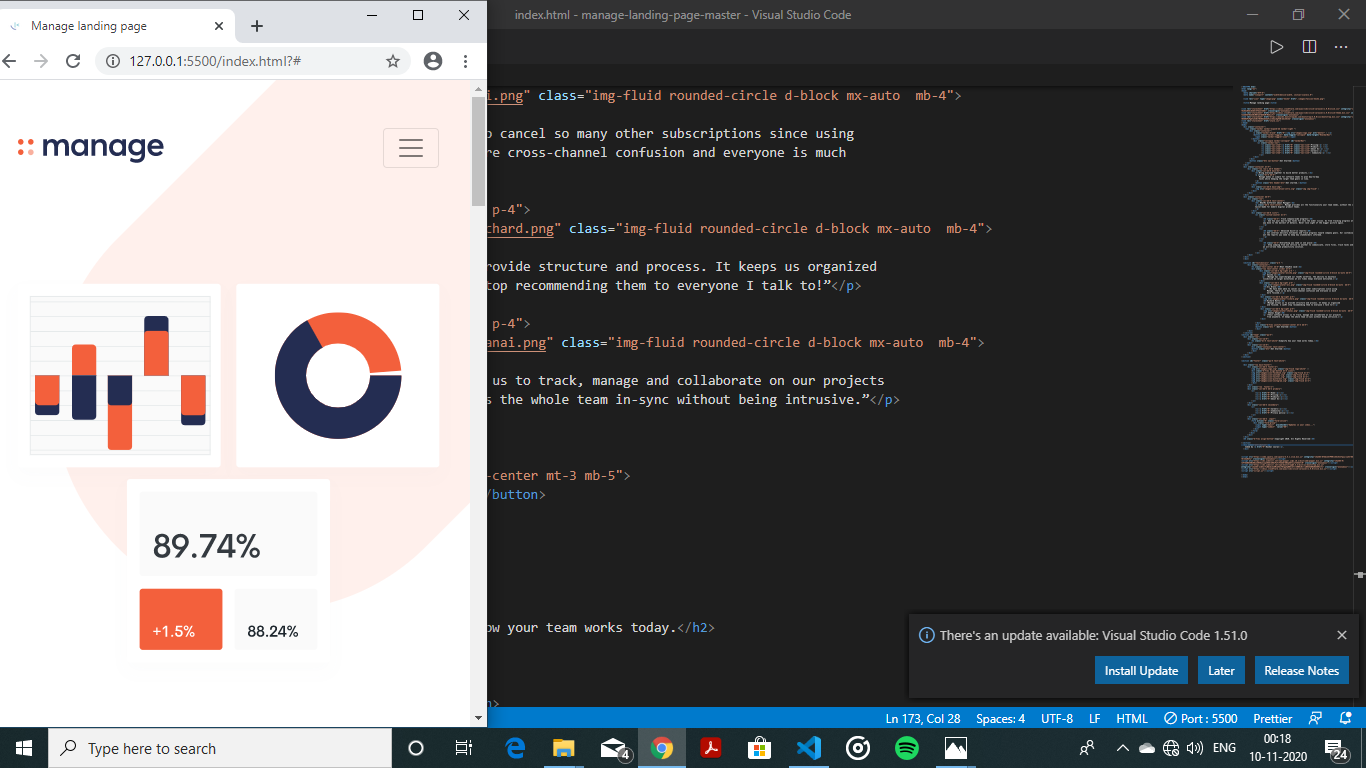 Manage landing page
127.0.0.1:5500/index.html?#
manage
89.74%
+1.5%
88.24%
index.html - manage-landing-page-master - Visual Studio Code
.png" class="img-fluid rounded-circle d-block mx-auto  mb-4">
cancel so many other subscriptions since using
re cross-channel confusion and everyone is much
p-4">
chard.png" class="img-fluid rounded-circle d-block mx-auto  mb-4">
rovide structure and process. It keeps us organized
top recommending them to everyone I talk to!”</p>
p-4">
anai.png" class="img-fluid rounded-circle d-block mx-auto  mb-4">
us to track, manage and collaborate on our projects
s the whole team in-sync without being intrusive.”</p>
-center mt-3 mb-5">
/button>
ow your team works today.</h2>
There's an update available: Visual Studio Code 1.51.0
Install Update
Later
Release Notes
Ln 173, Col 28
Spaces: 4
UTF-8
LF
HTML
Port : 5500
Prettier
Type here to search
4
ENG
00:18
10-11-2020
24